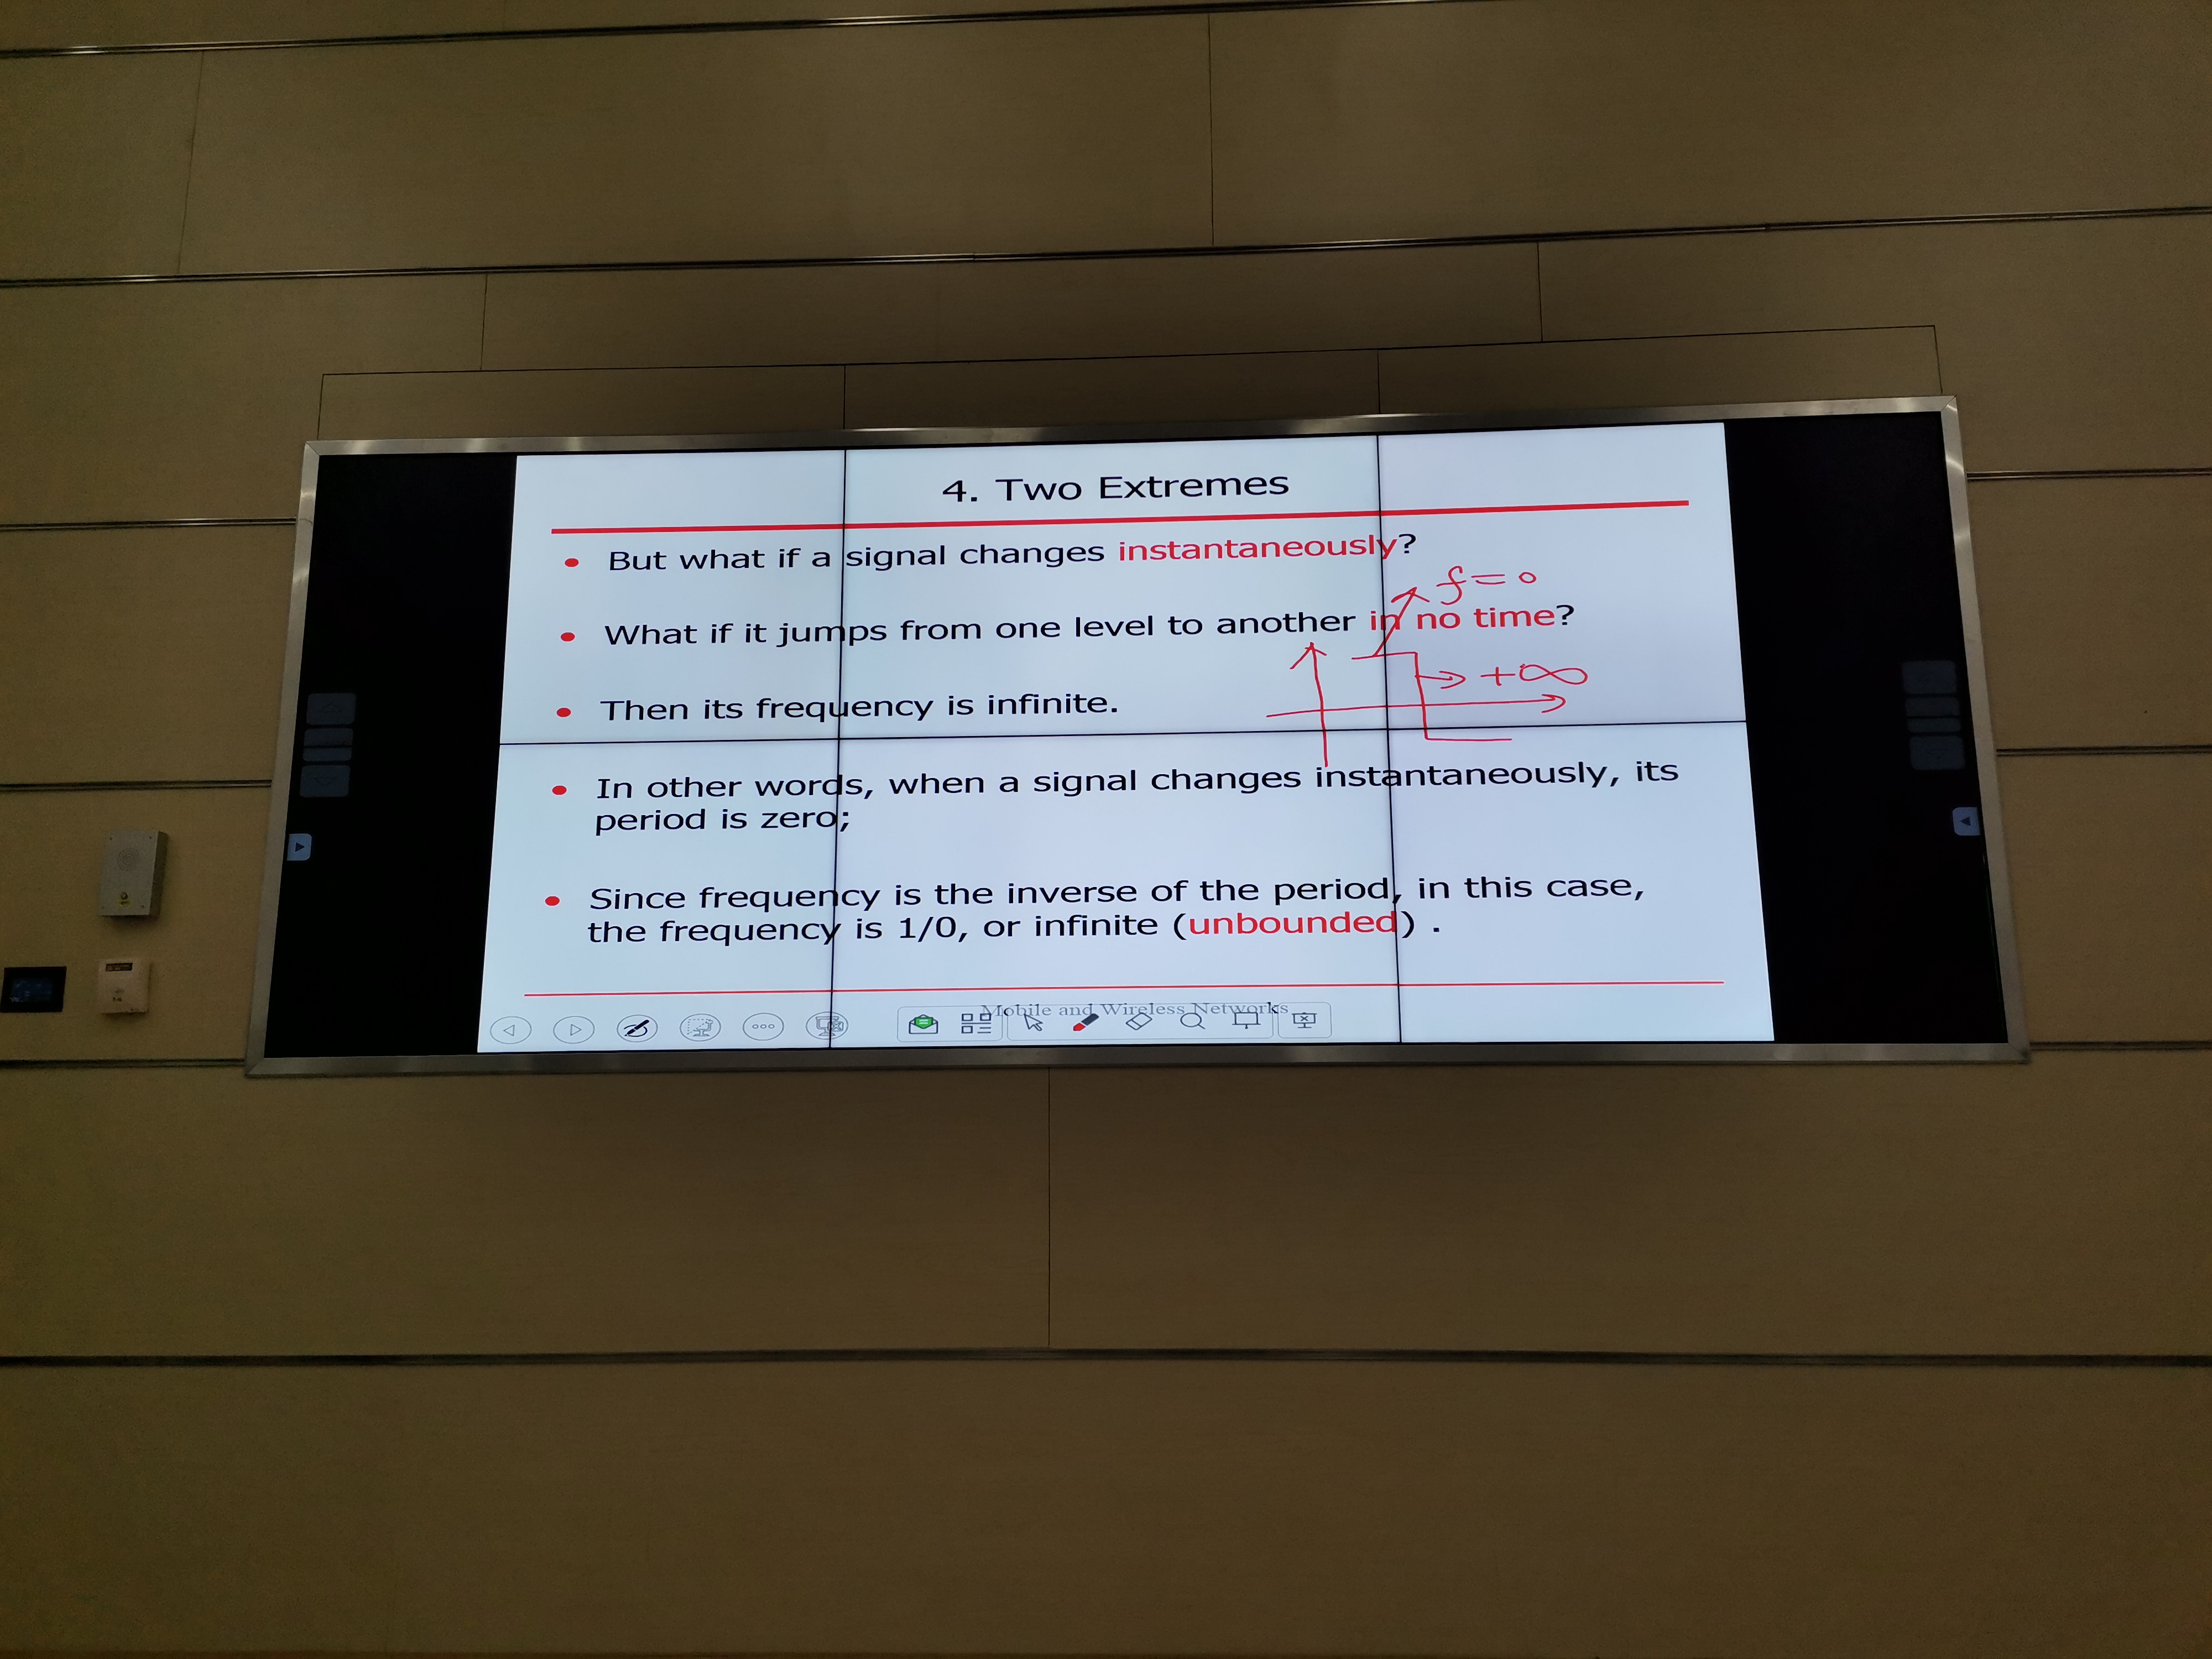 4. Two Extremes
• But what if a signal changes instantaneously?
f = 0
• What if it jumps from one level to another in no time?
+∞
• Then its frequency is infinite.
• In other words, when a signal changes instantaneously, its
period is zero;
• Since frequency is the inverse of the period, in this case,
the frequency is 1/0, or infinite (unbounded) .
Mobile and Wireless Networks